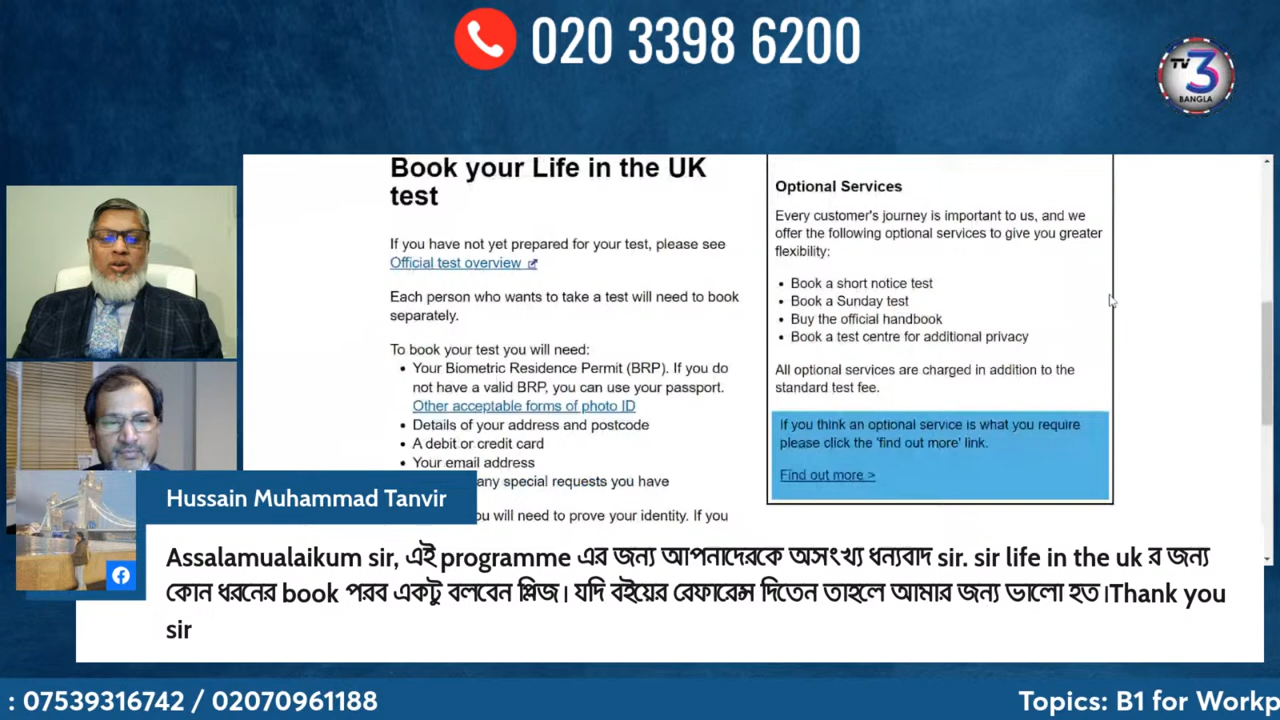 020 3398 6200
TV
3
BANGLA
Book your Life in the UK
test
If you have not yet prepared for your test, please see
Official test overview
Each person who wants to take a test will need to book
separately.
To book your test you will need:
• Your Biometric Residence Permit (BRP). If you do
not have a valid BRP, you can use your passport.
Other acceptable forms of photo ID
• Details of your address and postcode
• A debit or credit card
• Your email address
any special requests you have
ou will need to prove your identity. If you
Optional Services
Every customer's journey is important to us, and we
offer the following optional services to give you greater
flexibility:
• Book a short notice test
• Book a Sunday test
• Buy the official handbook
• Book a test centre for additional privacy
All optional services are charged in addition to the
standard test fee.
If you think an optional service is what you require
please click the 'find out more' link.
Find out more >
Hussain Muhammad Tanvir
Assalamualaikum sir, এই programme এর জন্য আপনাদেরকে অসংখ্য ধন্যবাদ sir. sir life in the uk র জন্য
কোন ধরনের book পরব একটু বলবেন প্লিজ। যদি বইয়ের রেফারেন্স দিতেন তাহলে আমার জন্য ভালো হত।Thank you
sir
: 07539316742 / 02070961188
Topics: B1 for Workp